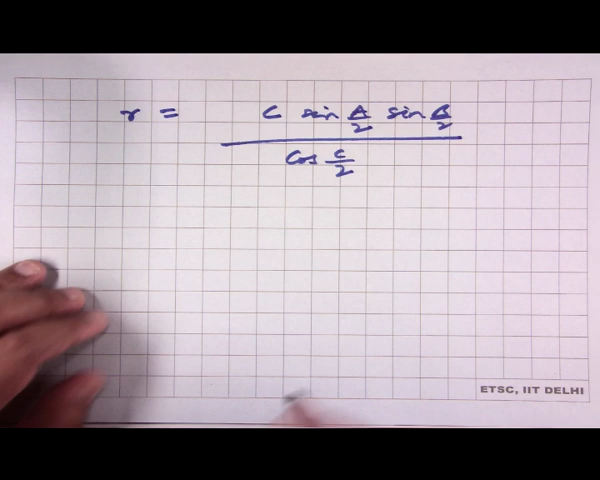 r = c sin A/2 sin B/2
cos C/2
ETSC, IIT DELHI